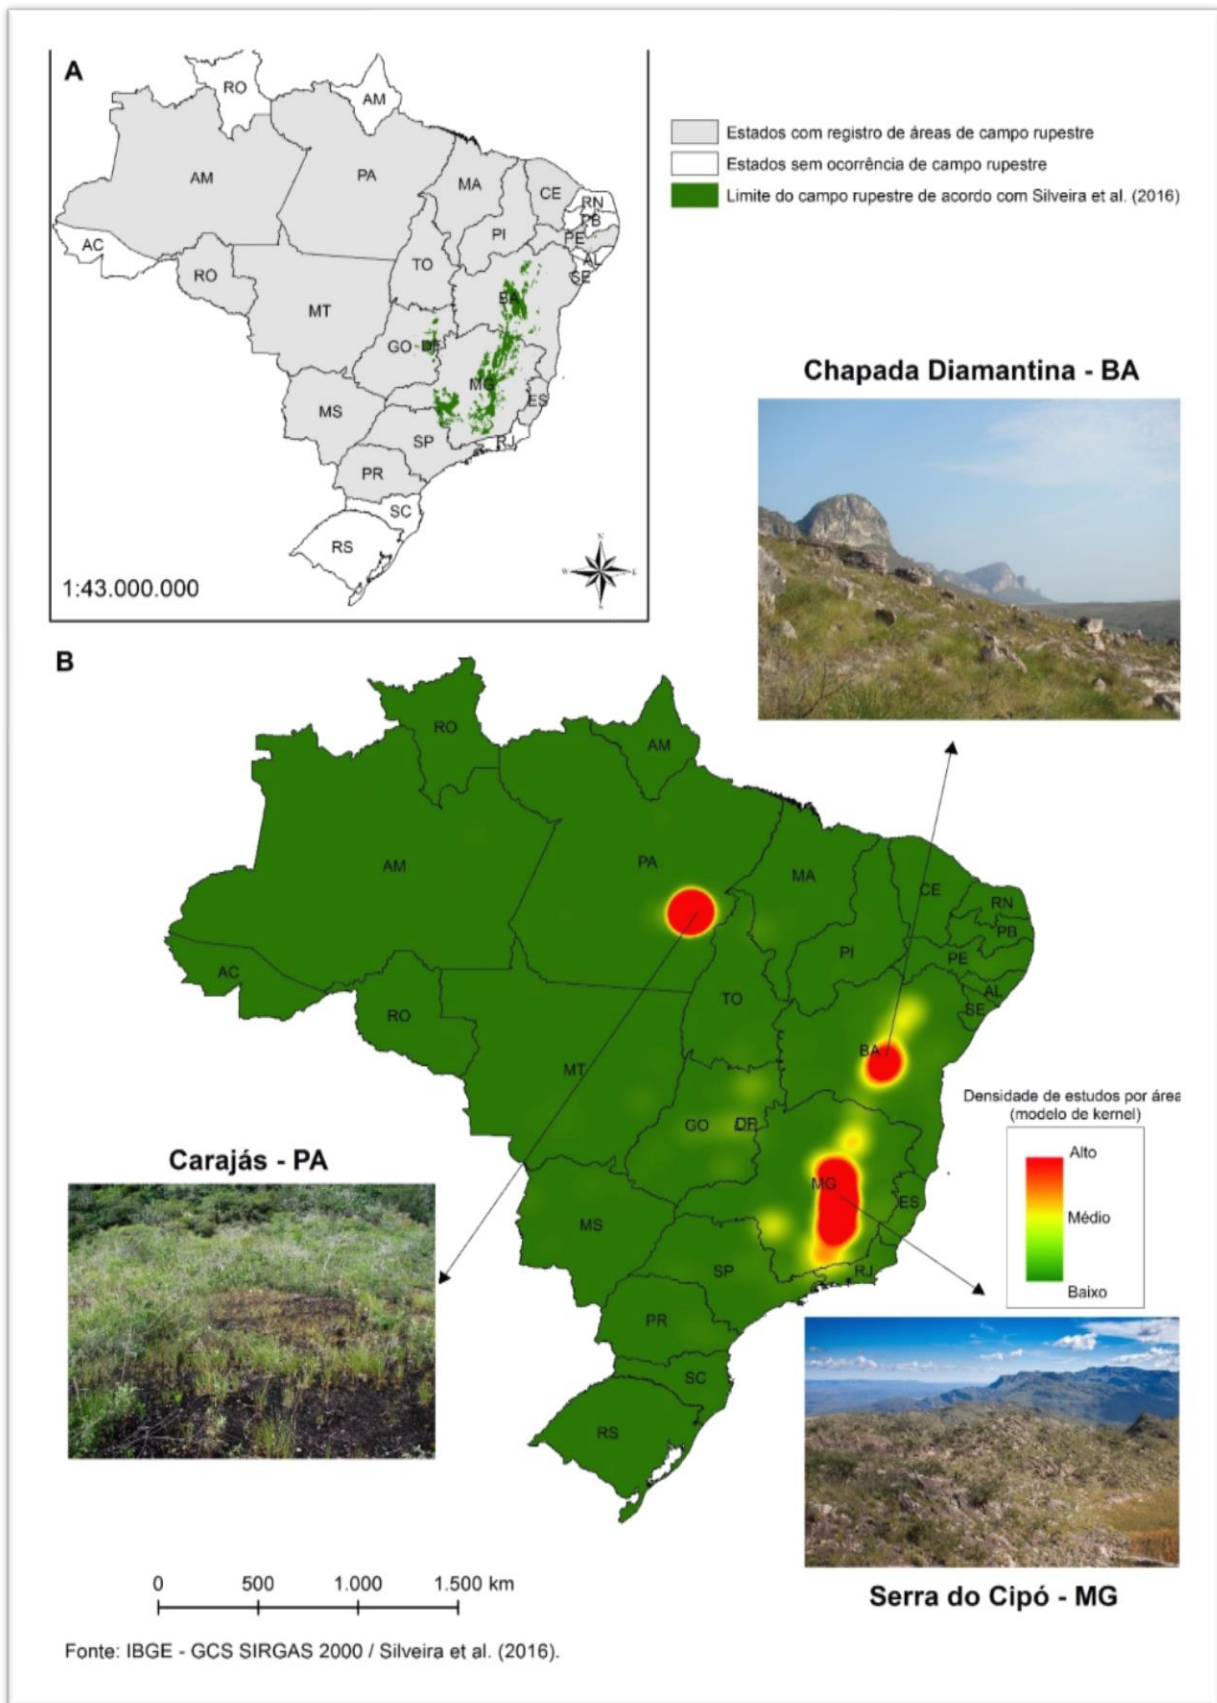 A
RO
AM
AM
PA
MA
CE
RN
PB
PI
PE
AC
AL
RO
TO
SE
BA
MT
GO
DF
MG
MS
ES
SP
RJ
PR
SC
RS
N
W
E
S
1:43.000.000
Estados com registro de áreas de campo rupestre
Estados sem ocorrência de campo rupestre
Limite do campo rupestre de acordo com Silveira et al. (2016)
Chapada Diamantina - BA
B
RO
AM
PA
AM
MA
CE
RN
PB
PI
PE
AC
AL
TO
SE
RO
BA
MT
GO
DF
MG
ES
MS
SP
RJ
PR
SC
RS
Densidade de estudos por área
(modelo de kernel)
Alto
Médio
Baixo
Carajás - PA
Serra do Cipó - MG
0 500 1.000 1.500 km
Fonte: IBGE - GCS SIRGAS 2000 / Silveira et al. (2016).